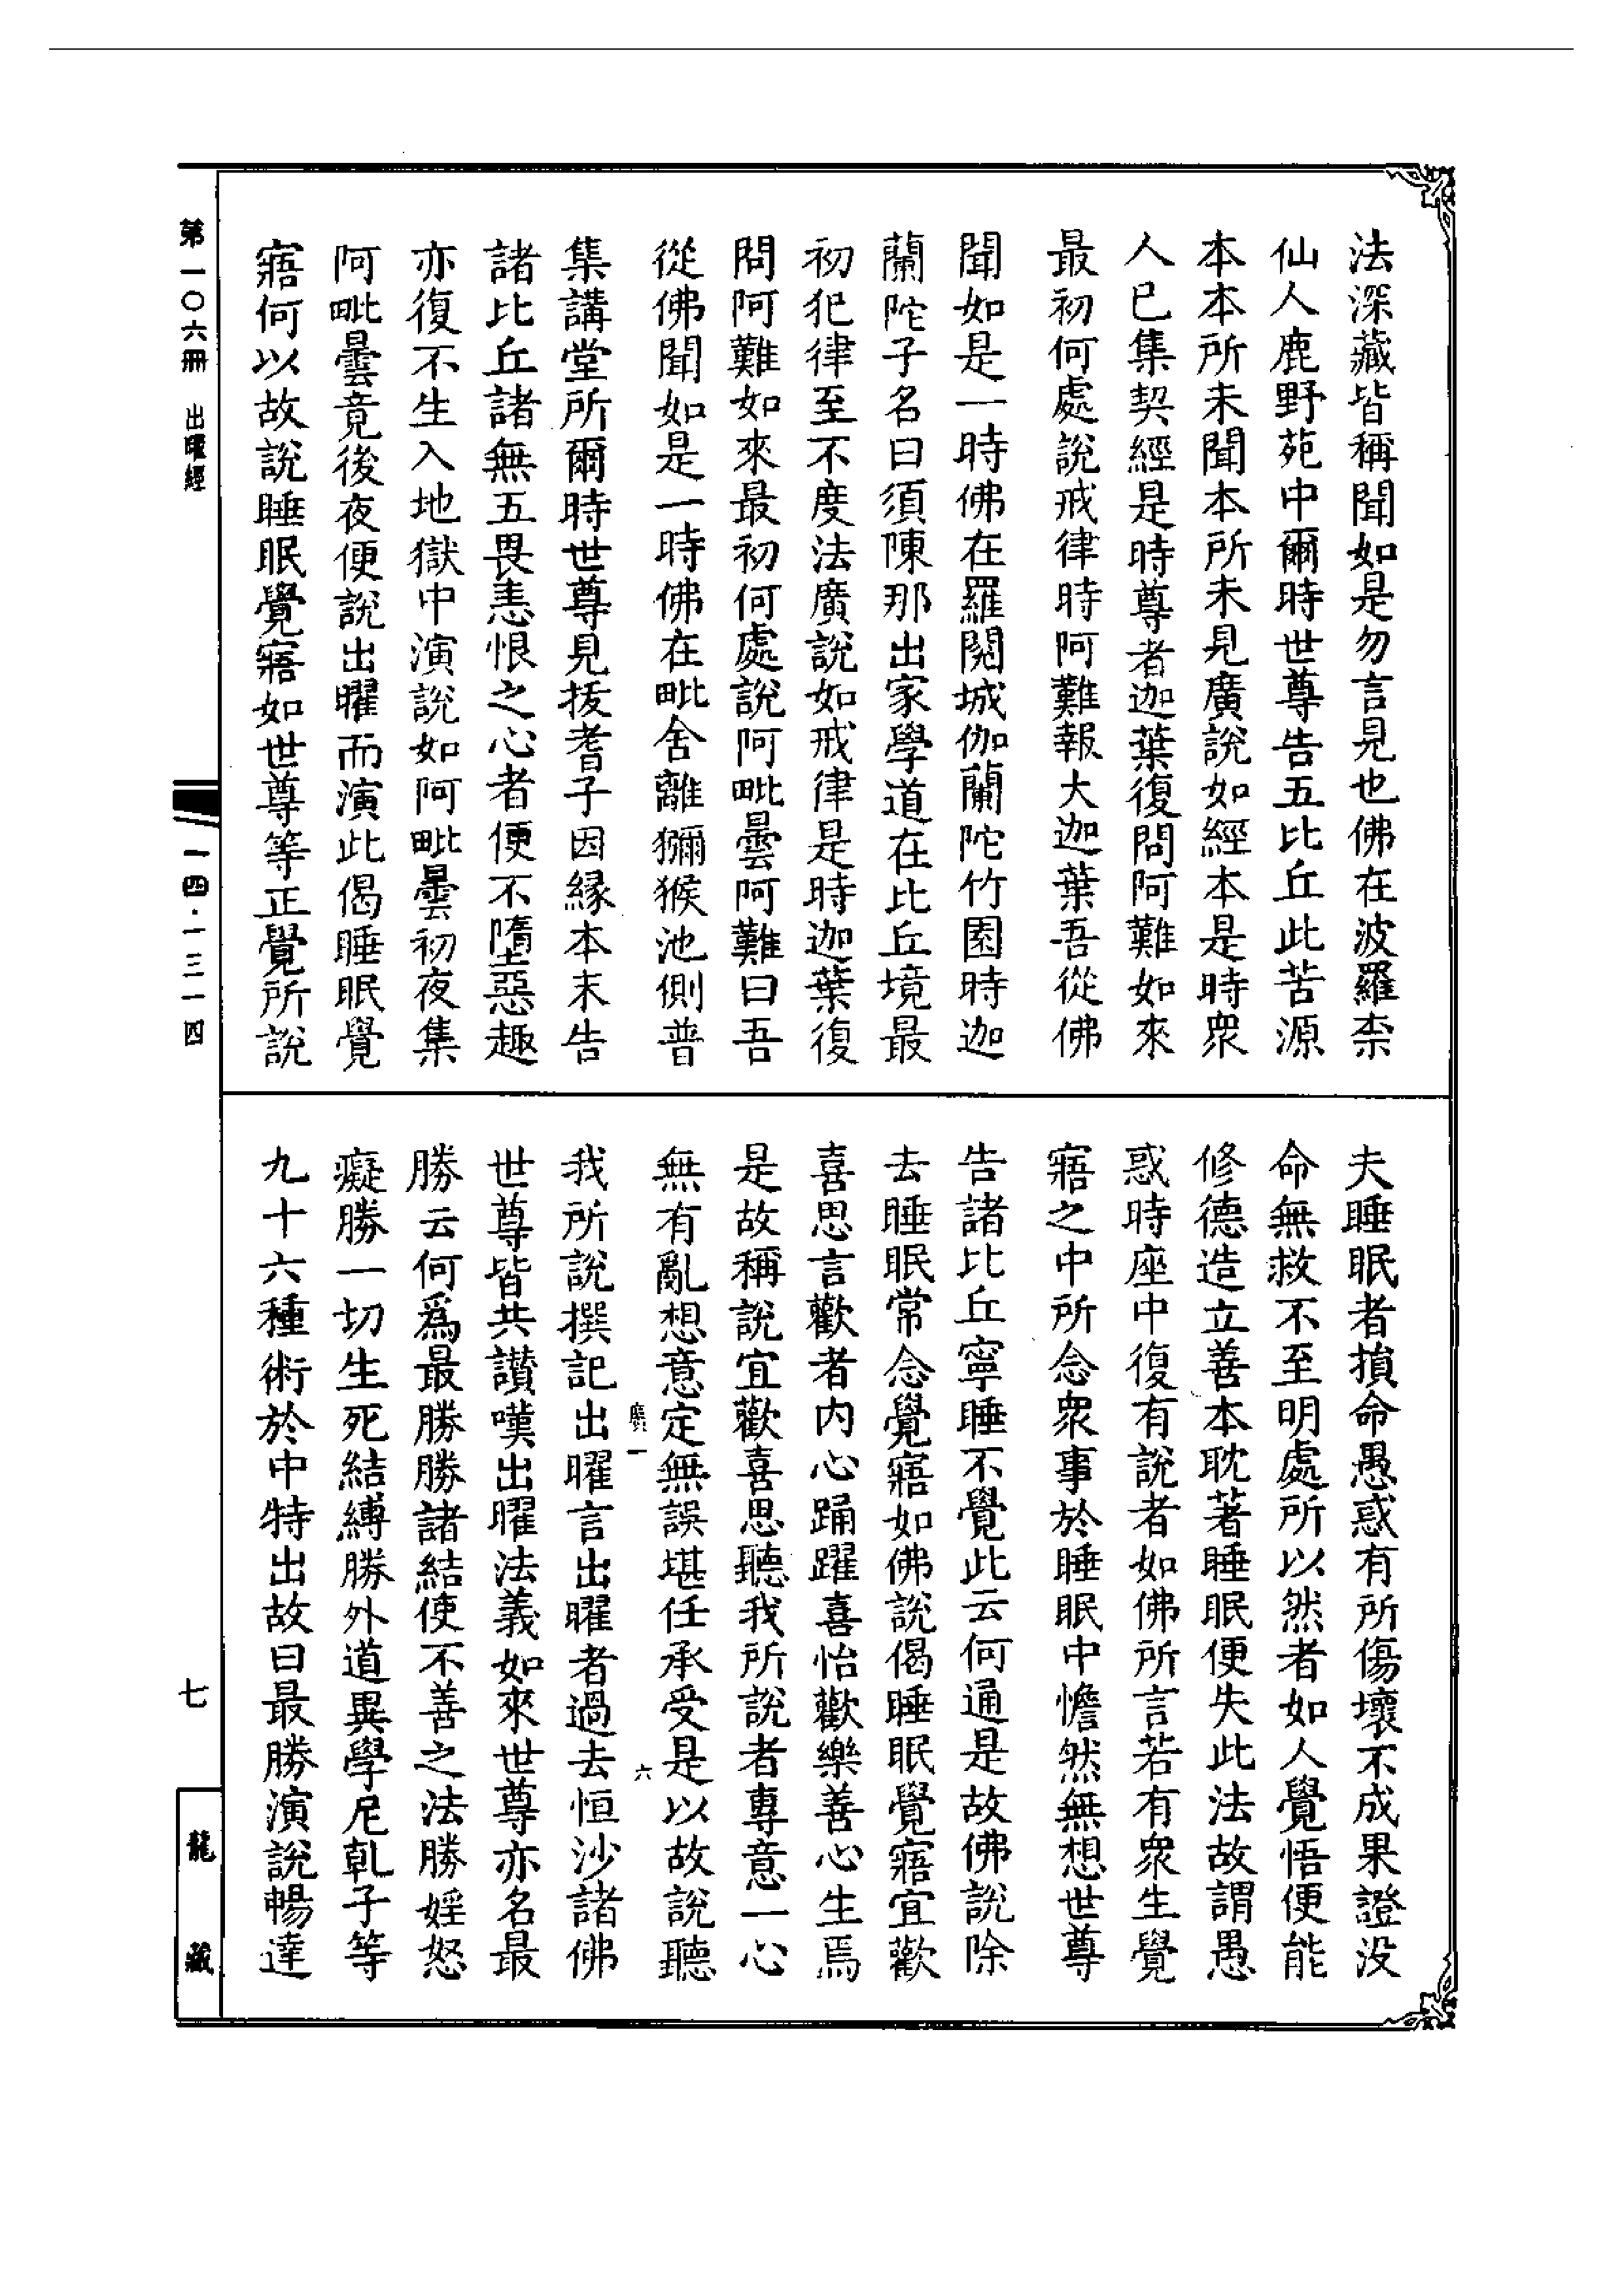 法深藏皆稱聞如是勿言見也佛在波羅柰
仙人鹿野苑中爾時世尊告五比丘此苦源
本本所未聞本所未見廣說如經本是時衆
人已集契經是時尊者迦葉復問阿難如來
最初何處說戒律時阿難報大迦葉吾從佛
聞如是一時佛在羅閱城伽蘭陀竹園時迦
蘭陀子名曰須陳那出家學道在比丘境最
初犯律至不度法廣說如戒律是時迦葉復
問阿難如來最初何處說阿毗曇阿難曰吾
從佛聞如是一時佛在毗舍離獼猴池側普
集講堂所爾時世尊見拔耆子因緣本末告
諸比丘諸無五畏恚恨之心者便不墮惡趣
亦復不生入地獄中演說如阿毗曇初夜集
阿毗曇竟後夜便說出曜而演此偈睡眠覺
寤何以故說睡眠覺寤如世尊等正覺所說
夫睡眠者損命愚惑有所傷壞不成果證没
命無救不至明處所以然者如人覺悟便能
修德造立善本耽著睡眠便失此法故謂愚
惑時座中復有說者如佛所言若有衆生覺
寤之中所念衆事於睡眠中憺然無想世尊
告諸比丘寧睡不覺此云何通是故佛說除
去睡眠常念覺寤如佛說偈睡眠覺寤宜歡
喜思言歡者内心踊躍喜怡歡樂善心生焉
是故稱說宜歡喜思聽我所說者專意一心
無有亂想意定無誤堪任承受是以故說聽
廣一 六
我所說撰記出曜言出曜者過去恒沙諸佛
世尊皆共讚嘆出曜法義如來世尊亦名最
勝云何爲最勝勝諸結使不善之法勝婬怒
癡勝一切生死結縛勝外道異學尼乹子等
九十六種術於中特出故曰最勝演說暢達
第一〇六冊 出曜經
一四·一三一四
七
龍藏